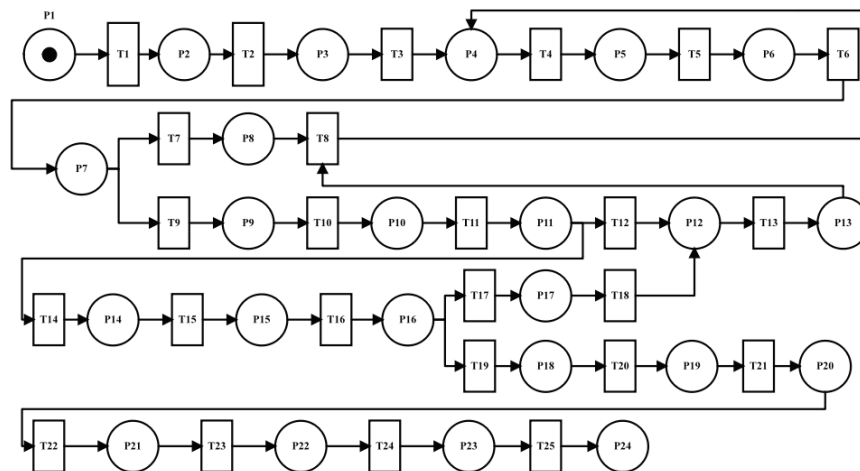 P1
T1 P2 T2 P3 T3 P4 T4 P5 T5 P6 T6
T7 P8 T8
P7
T9 P9 T10 P10 T11 P11 T12 P12 T13 P13
T17 P17 T18
T14 P14 T15 P15 T16 P16
T19 P18 T20 P19 T21 P20
T22 P21 T23 P22 T24 P23 T25 P24